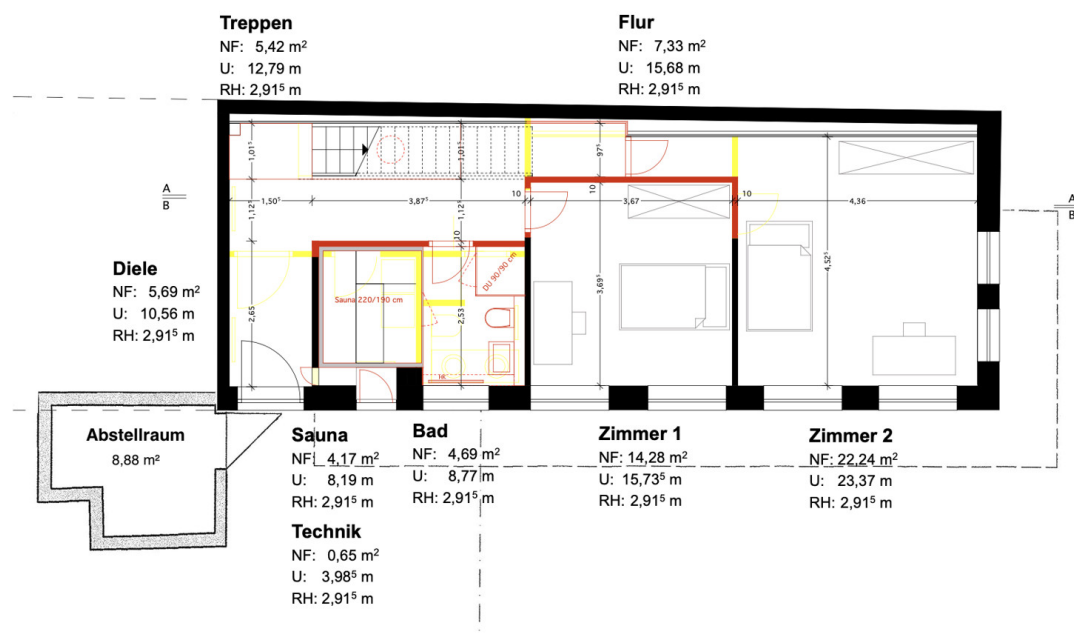 Treppen
NF: 5,42 m²
U: 12,79 m
RH: 2,91⁵ m
Flur
NF: 7,33 m²
U: 15,68 m
RH: 2,91⁵ m
1,01⁵
1,01⁵
97⁵
A
B
1,50⁵
1,12⁵
3,87⁵
1,12⁵
10
10
3,67
10
4,36
A
B
10
4,52⁵
3,69⁵
2,65
2,53
Sauna 220/190 cm
DU 90/90 cm
HK
Diele
NF: 5,69 m²
U: 10,56 m
RH: 2,91⁵ m
Abstellraum
8,88 m²
Sauna
NF: 4,17 m²
U: 8,19 m
RH: 2,91⁵ m
Bad
NF: 4,69 m²
U: 8,77 m
RH: 2,91⁵ m
Zimmer 1
NF: 14,28 m²
U: 15,73⁵ m
RH: 2,91⁵ m
Zimmer 2
NF: 22,24 m²
U: 23,37 m
RH: 2,91⁵ m
Technik
NF: 0,65 m²
U: 3,98⁵ m
RH: 2,91⁵ m